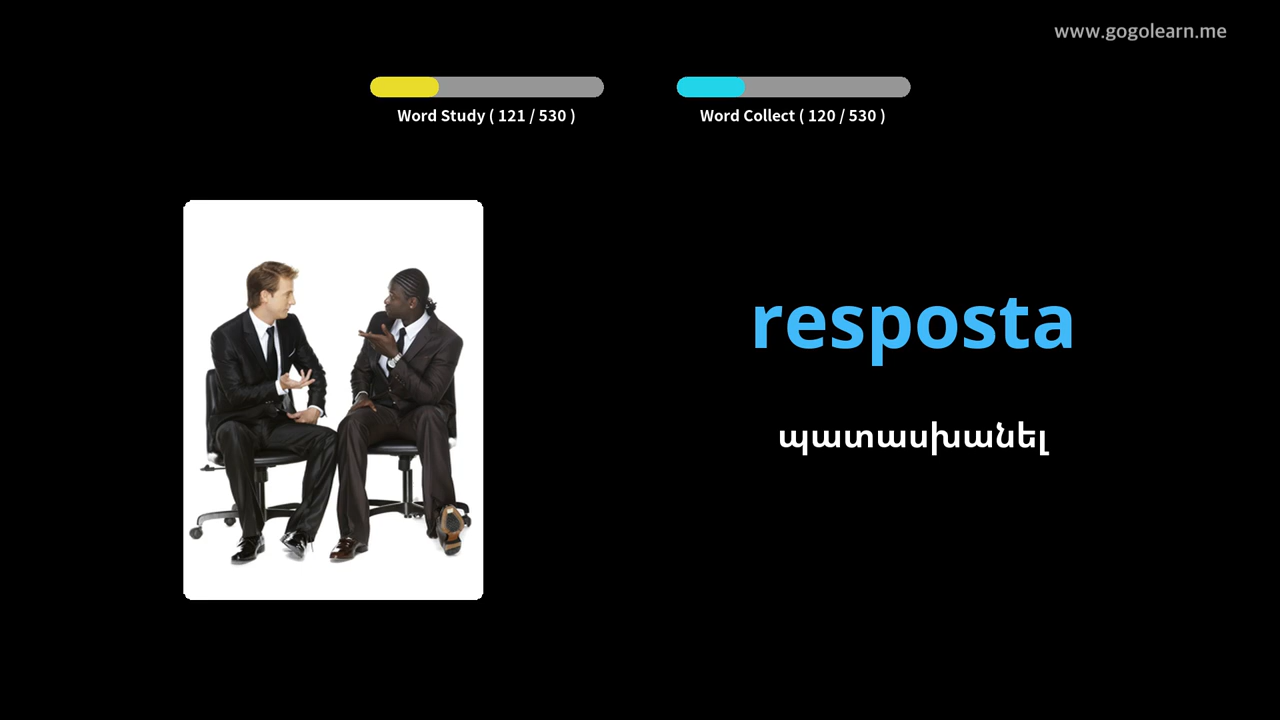 www.gogolearn.me
Word Study ( 121 / 530 )
Word Collect ( 120 / 530 )
resposta
պատասխանել